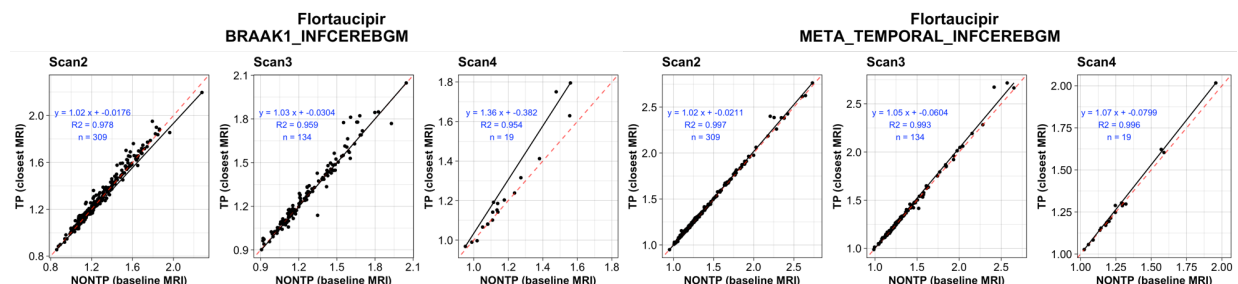 Flortaucipir
BRAAK1_INFCEREBGM
Scan2
y = 1.02 x + -0.0176
R2 = 0.978
n = 309
2.0
1.6
1.2
0.8
0.8
1.2
1.6
2.0
TP (closest MRI)
NONTP (baseline MRI)
Scan3
y = 1.03 x + -0.0304
R2 = 0.959
n = 134
2.1
1.8
1.5
1.2
0.9
0.9
1.2
1.5
1.8
2.1
TP (closest MRI)
NONTP (baseline MRI)
Scan4
y = 1.36 x + -0.382
R2 = 0.954
n = 19
1.8
1.6
1.4
1.2
1.0
1.0
1.2
1.4
1.6
1.8
TP (closest MRI)
NONTP (baseline MRI)
Flortaucipir
META_TEMPORAL_INFCEREBGM
Scan2
y = 1.02 x + -0.0211
R2 = 0.997
n = 309
2.5
2.0
1.5
1.0
1.0
1.5
2.0
2.5
TP (closest MRI)
NONTP (baseline MRI)
Scan3
y = 1.05 x + -0.0604
R2 = 0.993
n = 134
2.5
2.0
1.5
1.0
1.0
1.5
2.0
2.5
TP (closest MRI)
NONTP (baseline MRI)
Scan4
y = 1.07 x + -0.0799
R2 = 0.996
n = 19
2.00
1.75
1.50
1.25
1.00
1.00
1.25
1.50
1.75
2.00
TP (closest MRI)
NONTP (baseline MRI)